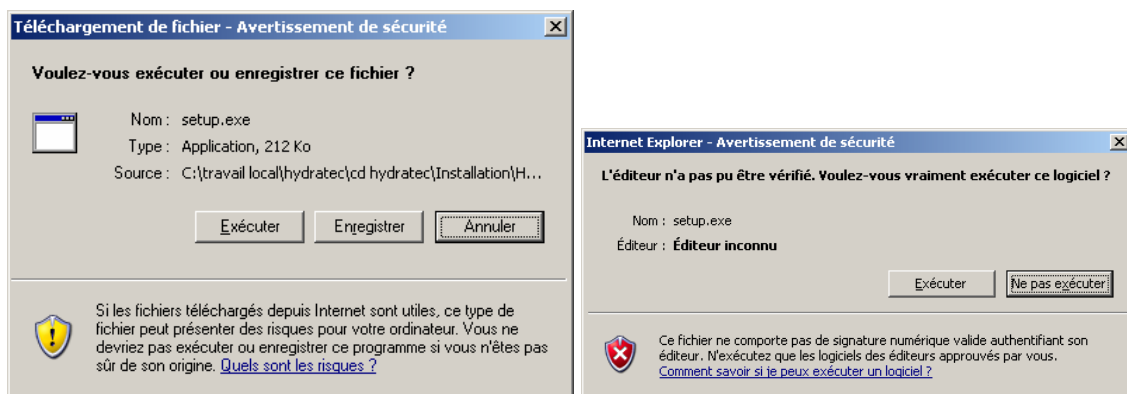 Téléchargement de fichier - Avertissement de sécurité
Voulez-vous exécuter ou enregistrer ce fichier ?
Nom : setup.exe
Type : Application, 212 Ko
Source : C:\travail local\hydratec\cd hydratec\Installation\H...
Exécuter Enregistrer Annuler
Si les fichiers téléchargés depuis Internet sont utiles, ce type de
fichier peut présenter des risques pour votre ordinateur. Vous ne
devriez pas exécuter ou enregistrer ce programme si vous n'êtes pas
sûr de son origine. Quels sont les risques ?
Internet Explorer - Avertissement de sécurité
L'éditeur n'a pas pu être vérifié. Voulez-vous vraiment exécuter ce logiciel ?
Nom : setup.exe
Éditeur : Éditeur inconnu
Exécuter Ne pas exécuter
Ce fichier ne comporte pas de signature numérique valide authentifiant son
éditeur. N'exécutez que les logiciels des éditeurs approuvés par vous.
Comment savoir si je peux exécuter un logiciel ?